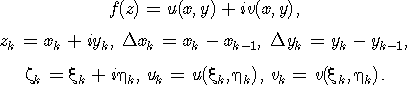 f(z) = u(x, y) + iv(x, y),
z_k = x_k + iy_k, Δx_k = x_k − x_{k−1}, Δy_k = y_k − y_{k−1},
ζ_k = ξ_k + iη_k, u_k = u(ξ_k, η_k), v_k = v(ξ_k, η_k).